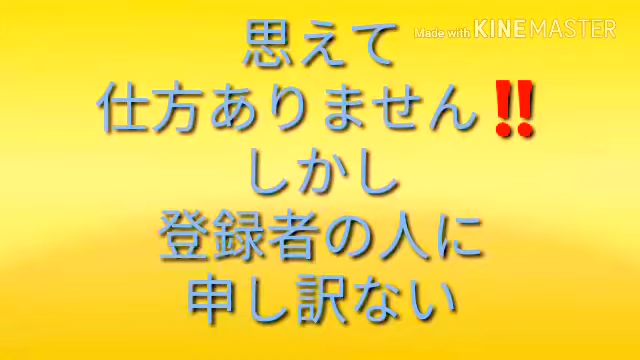 Made with KINEMASTER
思えて
仕方ありません‼
しかし
登録者の人に
申し訳ない